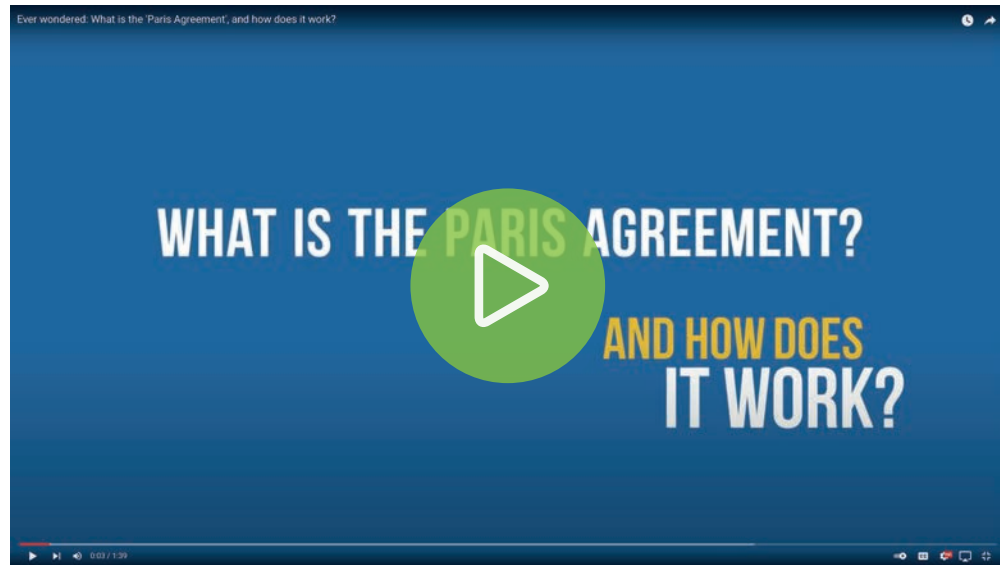 Ever wondered: What is the 'Paris Agreement', and how does it work?
WHAT IS THE PARIS AGREEMENT?
AND HOW DOES
IT WORK?
0:03 / 1:39